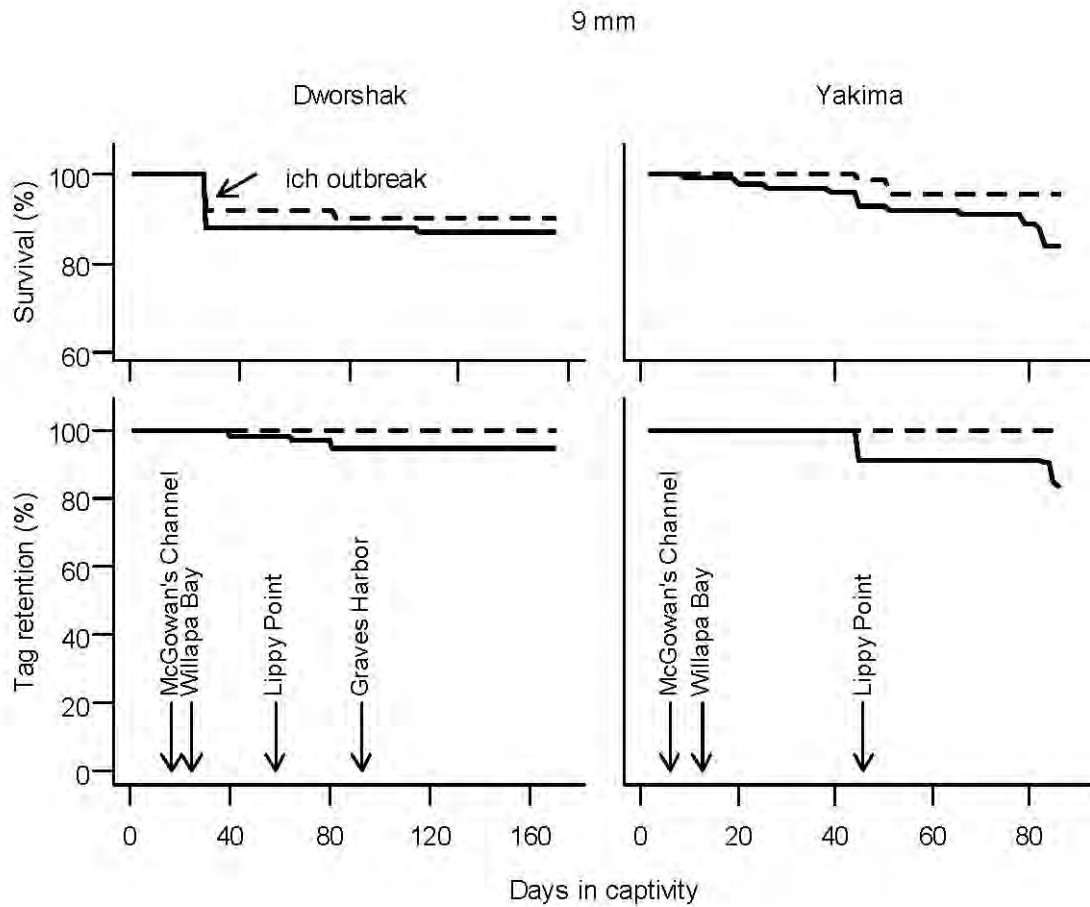 9 mm
Dworshak
Yakima
Survival (%)
100
80
60
ich outbreak
Tag retention (%)
100
80
60
40
20
0
McGowan's Channel
Willapa Bay
Lippy Point
Graves Harbor
McGowan's Channel
Willapa Bay
Lippy Point
0 40 80 120 160
0 20 40 60 80
Days in captivity